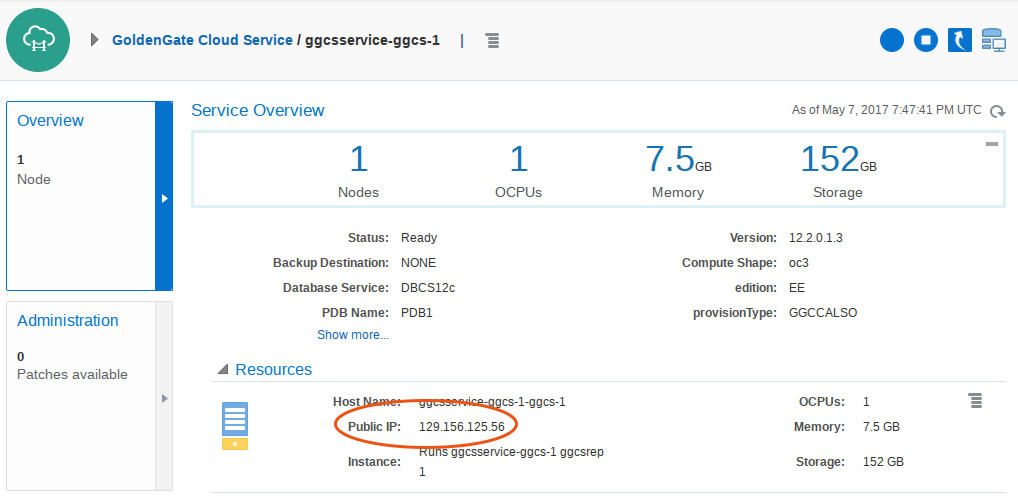 GoldenGate Cloud Service / ggcsservice-ggcs-1 |
Overview
1
Node
Administration
0
Patches available
Service Overview
As of May 7, 2017 7:47:41 PM UTC
1 1 7.5GB 152GB
Nodes OCPUs Memory Storage
Status: Ready Version: 12.2.0.1.3
Backup Destination: NONE Compute Shape: oc3
Database Service: DBCS12c edition: EE
PDB Name: PDB1 provisionType: GGCCALSO
Show more...
Resources
Host Name: ggcsservice-ggcs-1-ggcs-1 OCPUs: 1
Public IP: 129.156.125.56 Memory: 7.5 GB
Instance: Runs ggcsservice-ggcs-1 ggcsrep Storage: 152 GB
1